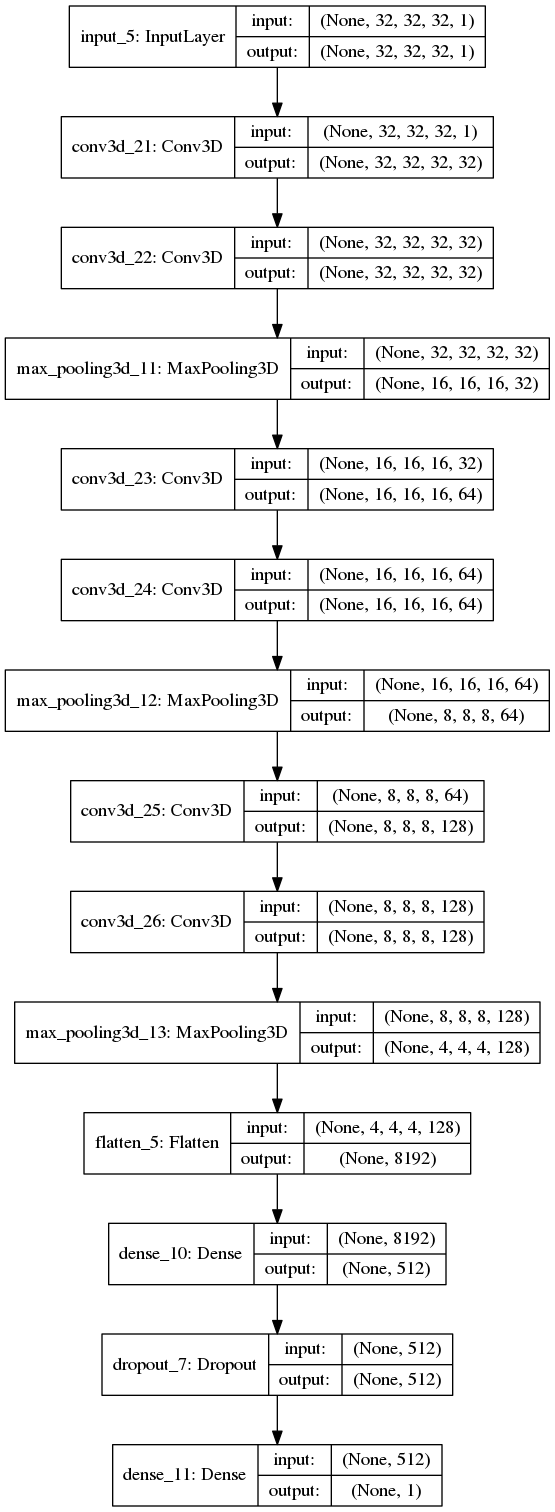 input_5: InputLayer
input: (None, 32, 32, 32, 1)
output: (None, 32, 32, 32, 1)
conv3d_21: Conv3D
input: (None, 32, 32, 32, 1)
output: (None, 32, 32, 32, 32)
conv3d_22: Conv3D
input: (None, 32, 32, 32, 32)
output: (None, 32, 32, 32, 32)
max_pooling3d_11: MaxPooling3D
input: (None, 32, 32, 32, 32)
output: (None, 16, 16, 16, 32)
conv3d_23: Conv3D
input: (None, 16, 16, 16, 32)
output: (None, 16, 16, 16, 64)
conv3d_24: Conv3D
input: (None, 16, 16, 16, 64)
output: (None, 16, 16, 16, 64)
max_pooling3d_12: MaxPooling3D
input: (None, 16, 16, 16, 64)
output: (None, 8, 8, 8, 64)
conv3d_25: Conv3D
input: (None, 8, 8, 8, 64)
output: (None, 8, 8, 8, 128)
conv3d_26: Conv3D
input: (None, 8, 8, 8, 128)
output: (None, 8, 8, 8, 128)
max_pooling3d_13: MaxPooling3D
input: (None, 8, 8, 8, 128)
output: (None, 4, 4, 4, 128)
flatten_5: Flatten
input: (None, 4, 4, 4, 128)
output: (None, 8192)
dense_10: Dense
input: (None, 8192)
output: (None, 512)
dropout_7: Dropout
input: (None, 512)
output: (None, 512)
dense_11: Dense
input: (None, 512)
output: (None, 1)